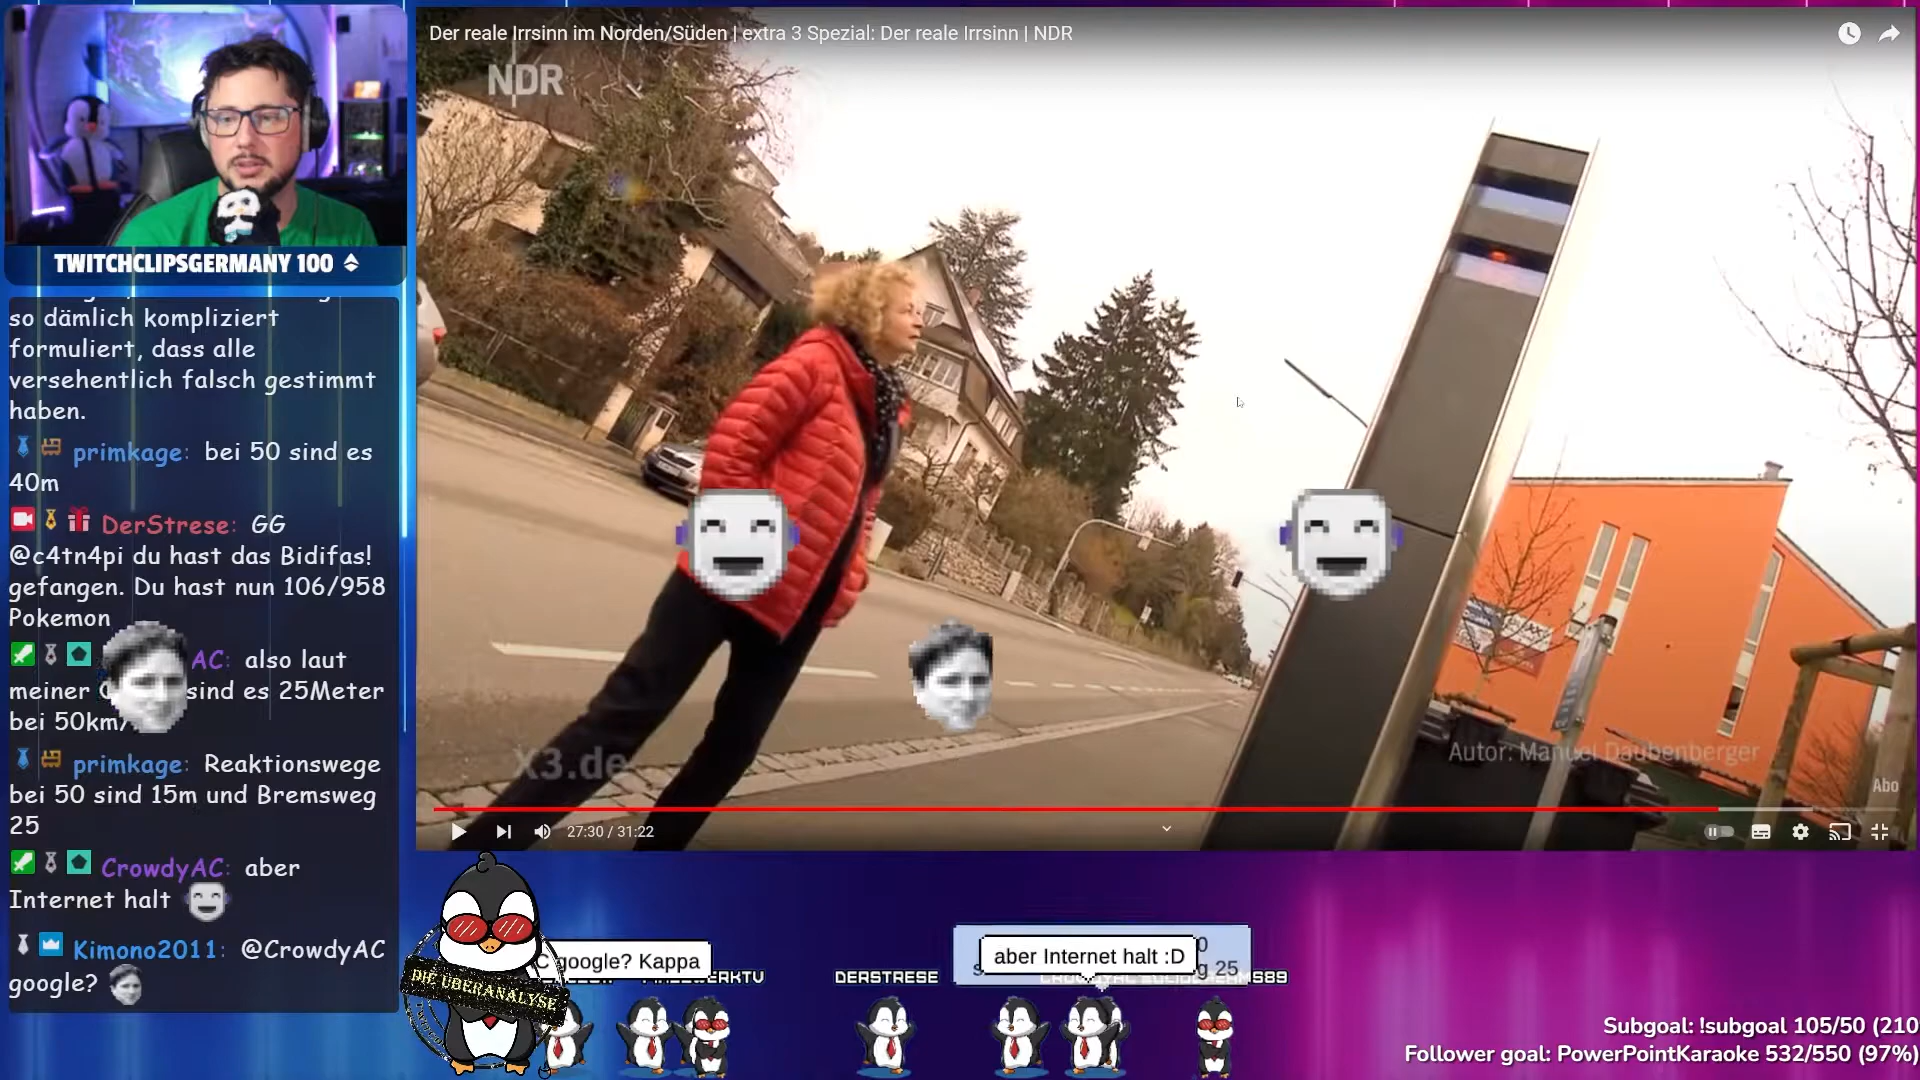 Der reale Irrsinn im Norden/Süden | extra 3 Spezial: Der reale Irrsinn | NDR
NDR
TWITCHCLIPSGERMANY 100
so dämlich kompliziert
formuliert, dass alle
versehentlich falsch gestimmt
haben.
primkage: bei 50 sind es
40m
DerStrese: GG
@c4tn4pi du hast das Bidifas!
gefangen. Du hast nun 106/958
Pokemon
AC: also laut
meiner sind es 25Meter
bei 50km/
primkage: Reaktionswege
bei 50 sind 15m und Bremsweg
25
CrowdyAC: aber
Internet halt
Kimono2011: @CrowdyAC
google?
X3.de
Autor: Manuel Daubenberger
Abo
27:30 / 31:22
DIE ÜBERANALYSE
C google? Kappa
DERSTRESE
aber Internet halt :D
g 25
Subgoal: !subgoal 105/50 (210
Follower goal: PowerPointKaraoke 532/550 (97%)